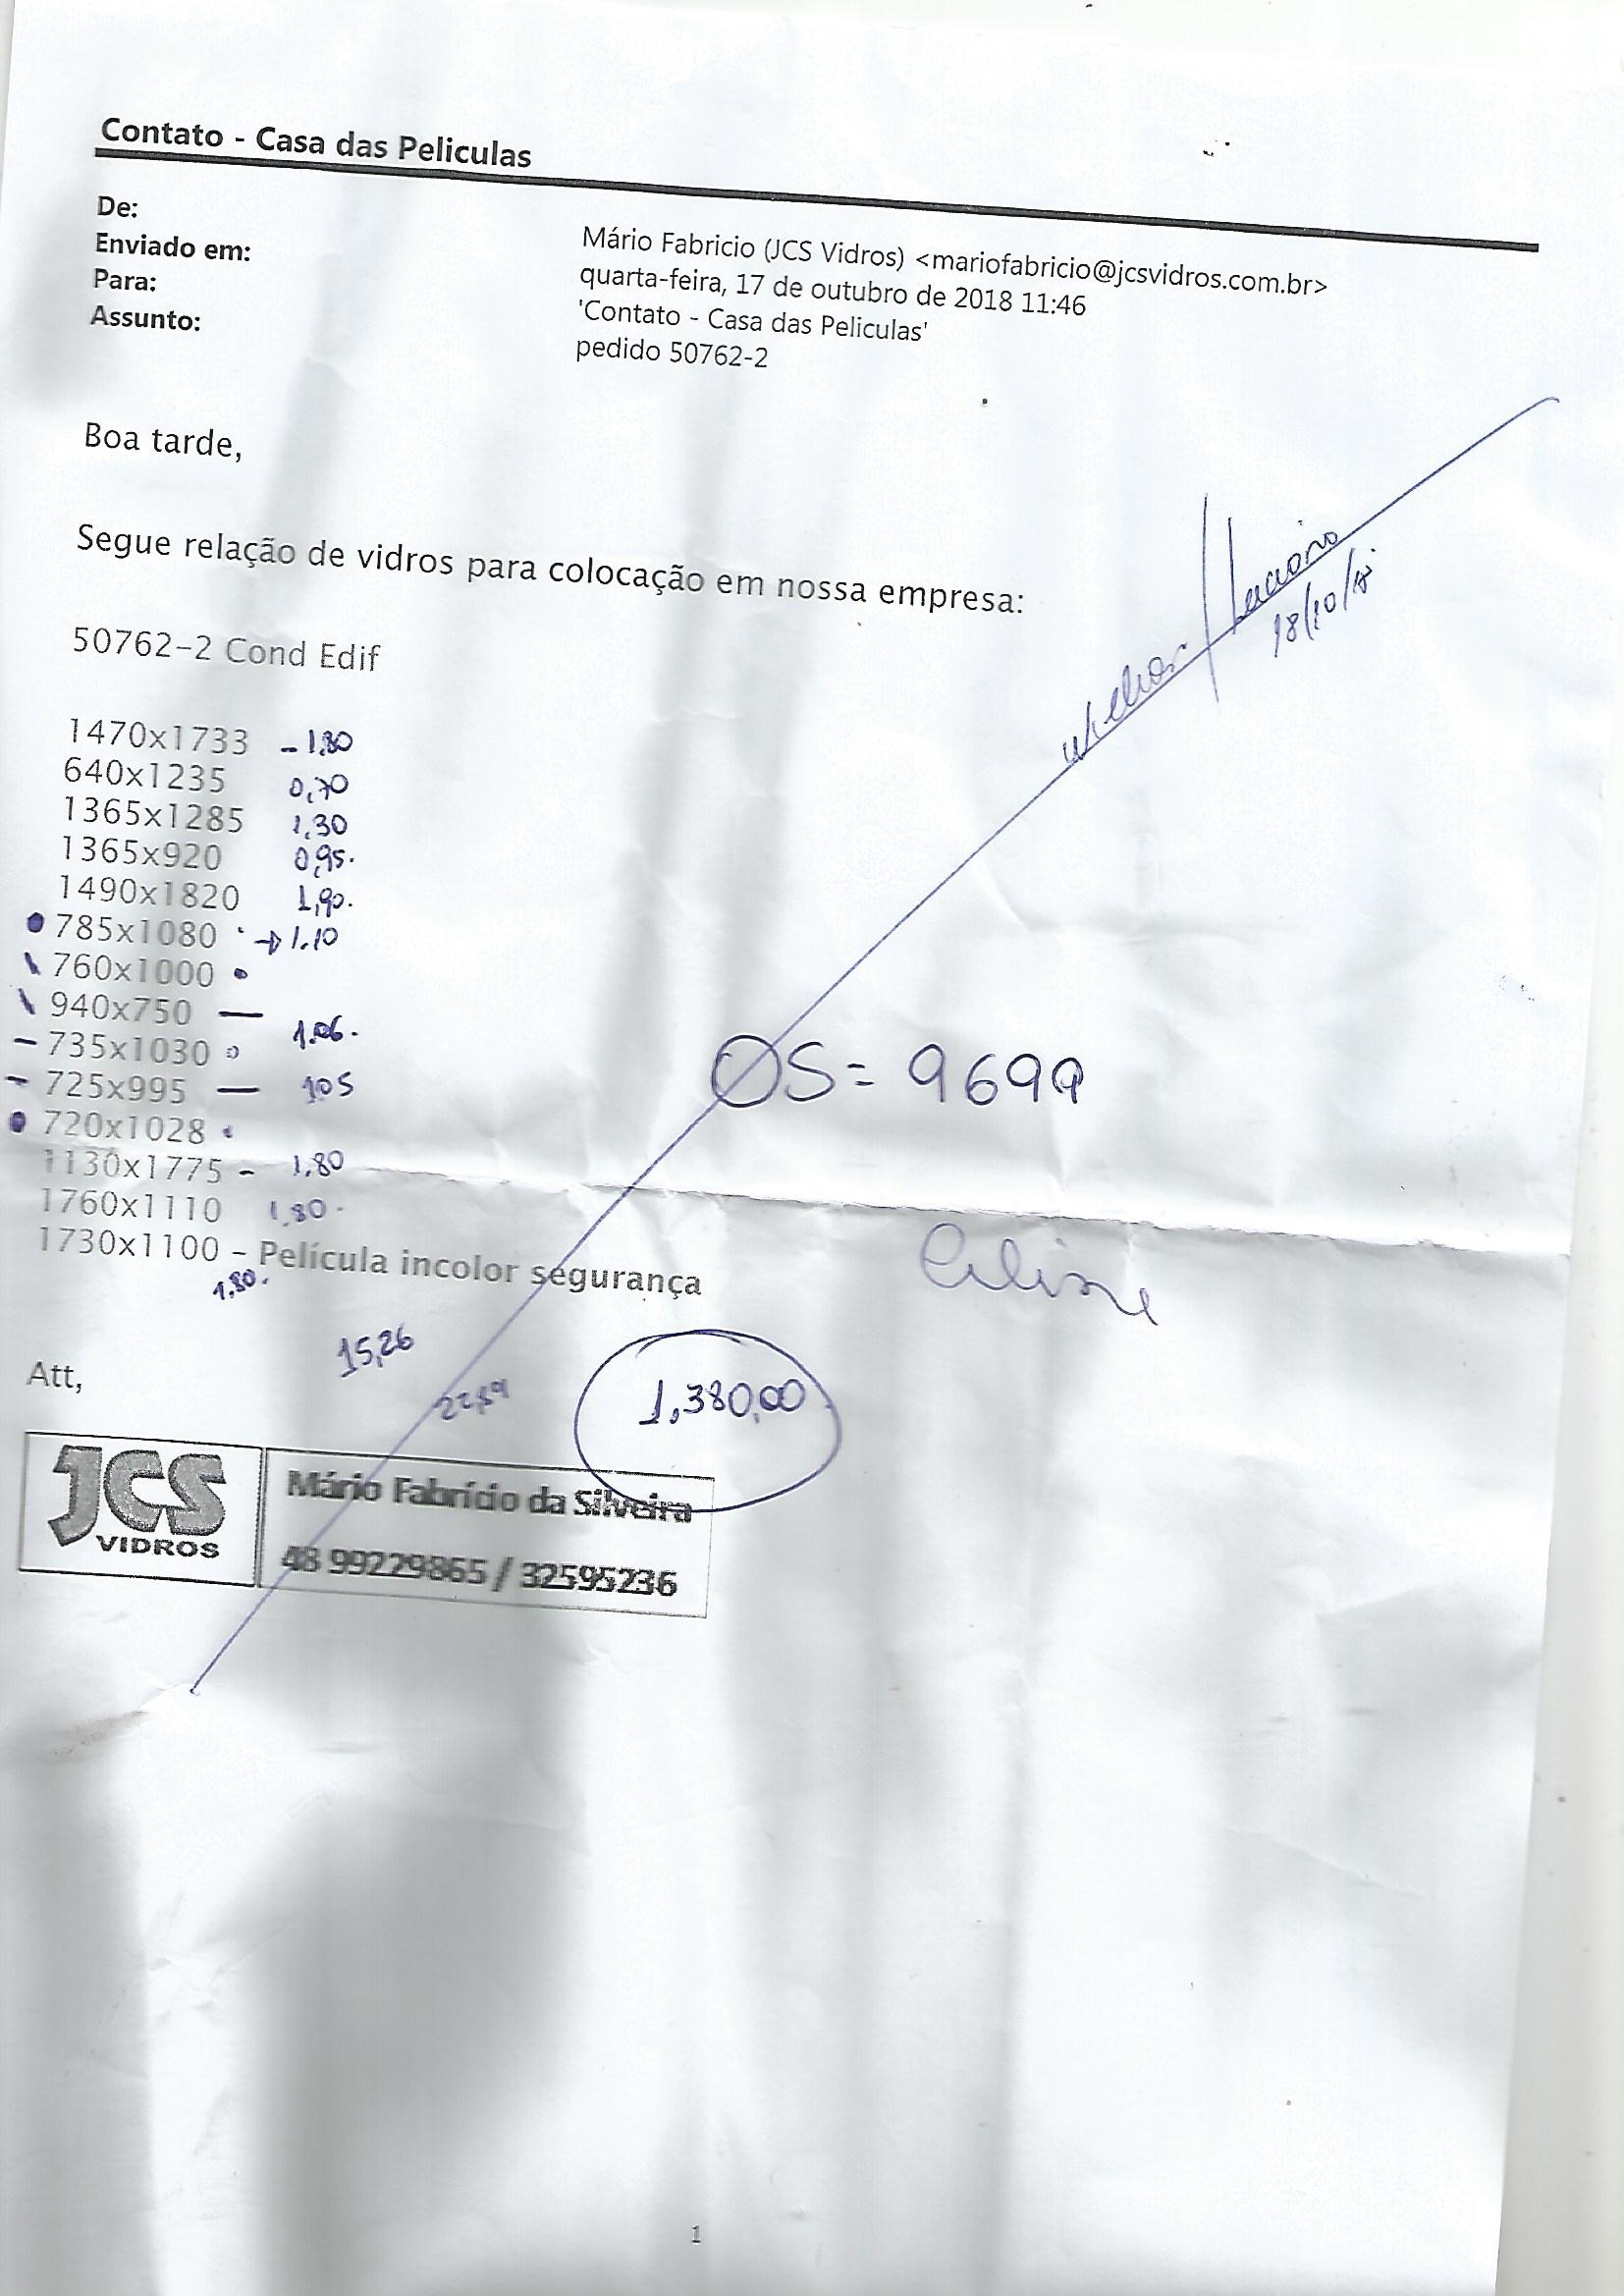 Contato - Casa das Peliculas
De: Mário Fabricio (JCS Vidros) <mariofabricio@jcsvidros.com.br>
Enviado em: quarta-feira, 17 de outubro de 2018 11:46
Para: 'Contato - Casa das Peliculas'
Assunto: pedido 50762-2
Boa tarde,
Segue relação de vidros para colocação em nossa empresa:
18/10/18
50762-2 Cond Edif
1470x1733 - 1,80
640x1235 0,70
1365x1285 1,30
1365x920 0,95.
1490x1820 1,90.
785x1080 → 1.10
760x1000
940x750 —
1.06.
735x1030
725x995 — 105
OS = 9699
720x1028
1130x1775 - 1.80
1760x1110 1,80.
1730x1100 - Película incolor segurança
1,80.
15,26
22,89
1,380,00
Att,
JCS
VIDROS
Mário Fabrício da Silveira
48 99229865 / 32595236
1